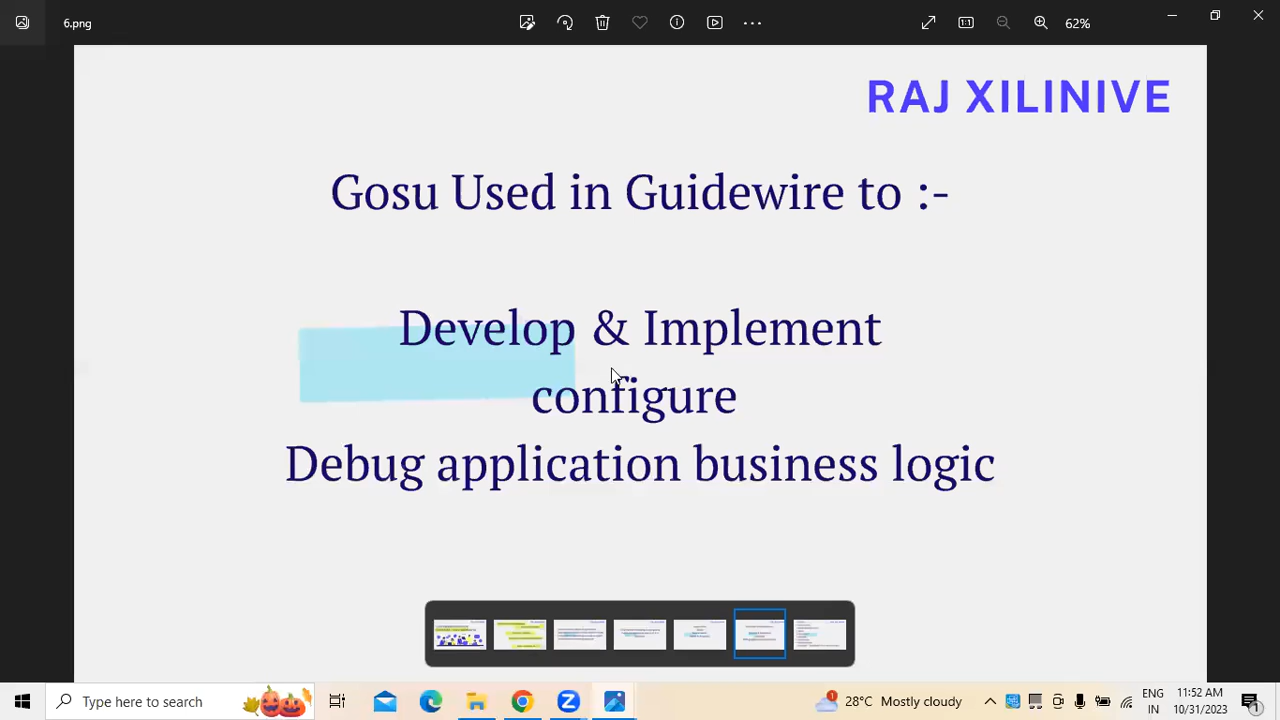 6.png
62%
RAJ XILINIVE
Gosu Used in Guidewire to :-
Develop & Implement
configure
Debug application business logic
Type here to search
28°C Mostly cloudy
ENG
IN
11:52 AM
10/31/2023